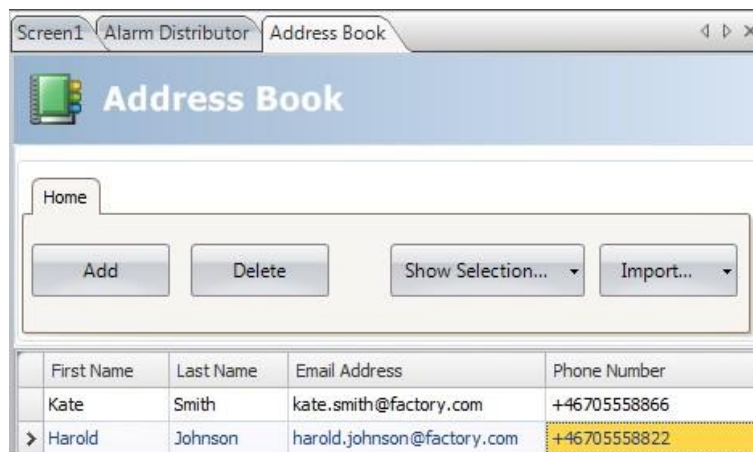 Screen1 Alarm Distributor Address Book
Address Book
Home
Add Delete Show Selection... Import...
First Name Last Name Email Address Phone Number
Kate Smith kate.smith@factory.com +46705558866
Harold Johnson harold.johnson@factory.com +46705558822